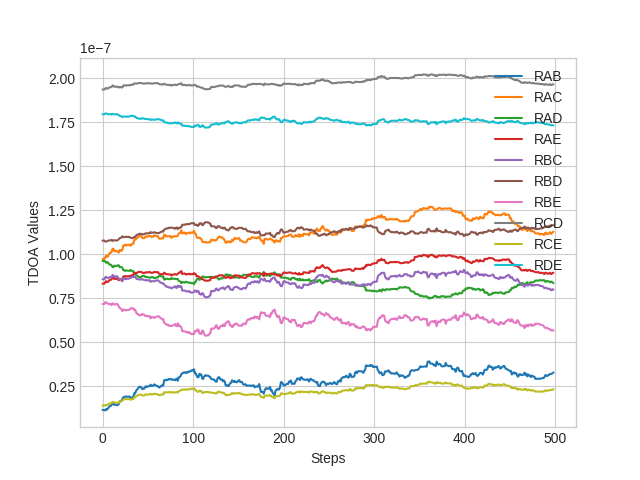 1e−7
2.00
1.75
1.50
1.25
1.00
0.75
0.50
0.25
TDOA Values
0
100
200
300
400
500
Steps
RAB
RAC
RAD
RAE
RBC
RBD
RBE
RCD
RCE
RDE